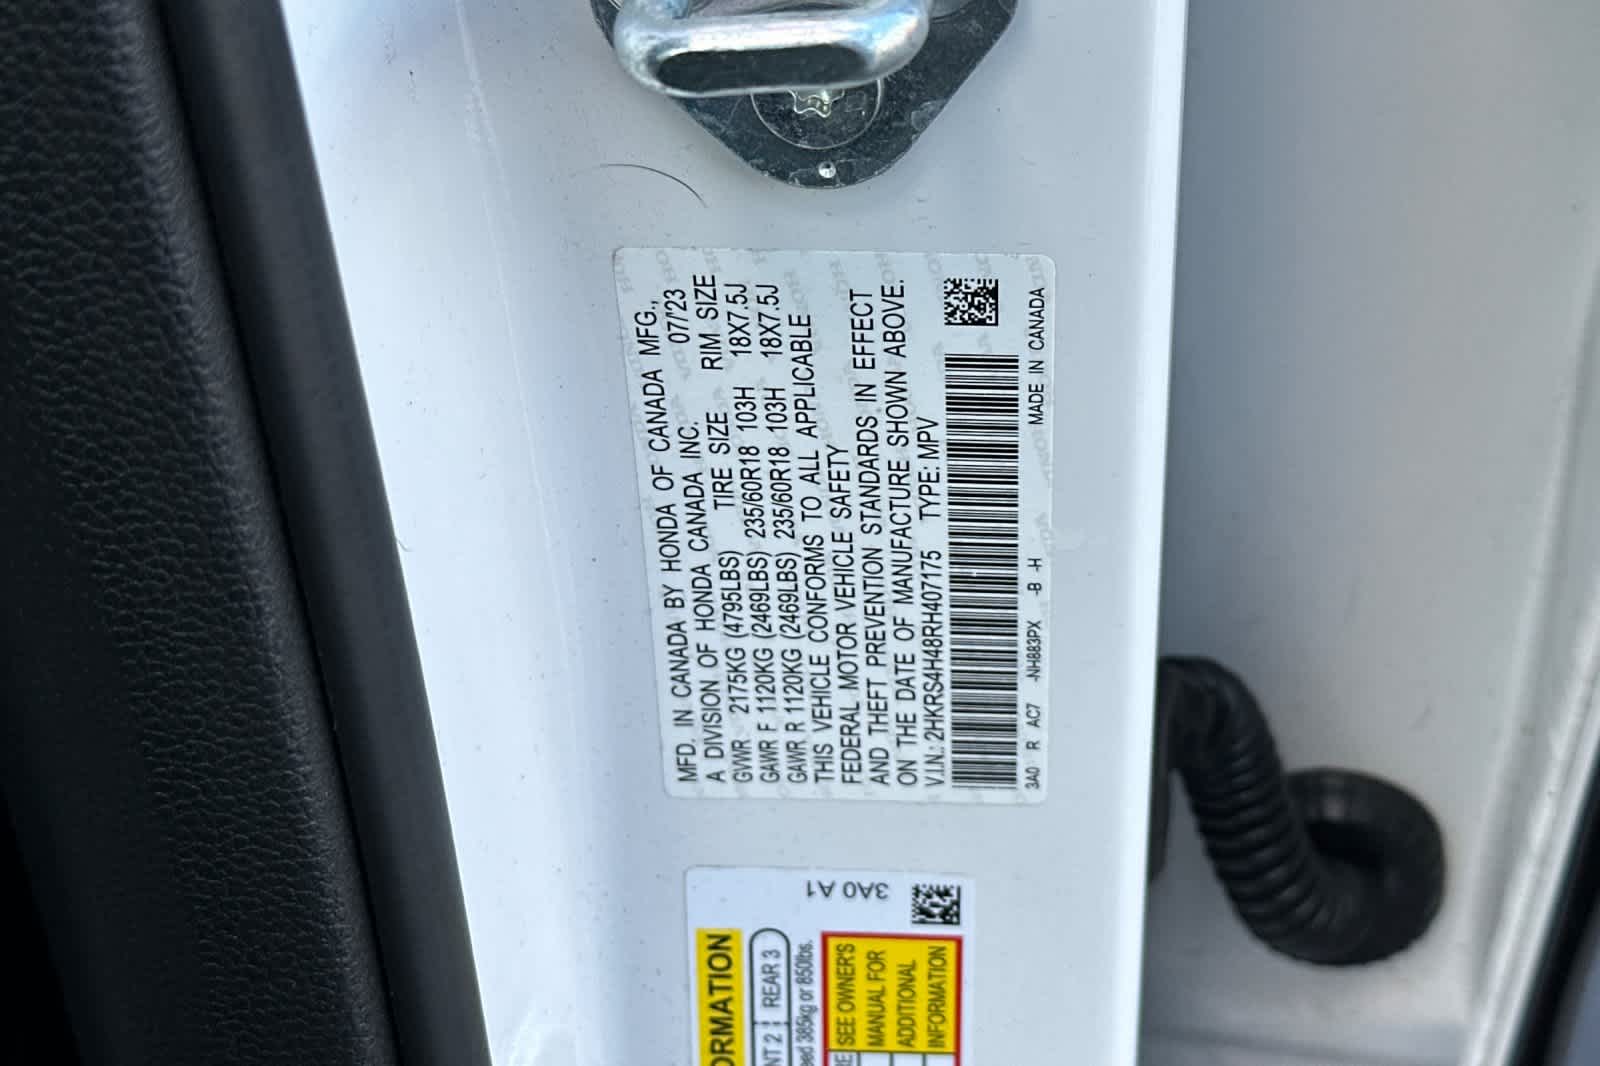 MFD. IN CANADA BY HONDA OF CANADA MFG.,
A DIVISION OF HONDA CANADA INC. 07/23
TIRE SIZE RIM SIZE
GVWR 2175KG (4795LBS)
GAWR F 1120KG (2469LBS) 235/60R18 103H 18X7.5J
GAWR R 1120KG (2469LBS) 235/60R18 103H 18X7.5J
THIS VEHICLE CONFORMS TO ALL APPLICABLE
FEDERAL MOTOR VEHICLE SAFETY
AND THEFT PREVENTION STANDARDS IN EFFECT
ON THE DATE OF MANUFACTURE SHOWN ABOVE.
V.I.N.: 2HKRS4H48RH407175 TYPE: MPV
3A0 R AC7 -NH883PX -B -H MADE IN CANADA
3A0 A1
REAR 3
385kg or 850lbs.
SEE OWNER'S
MANUAL FOR
ADDITIONAL
INFORMATION